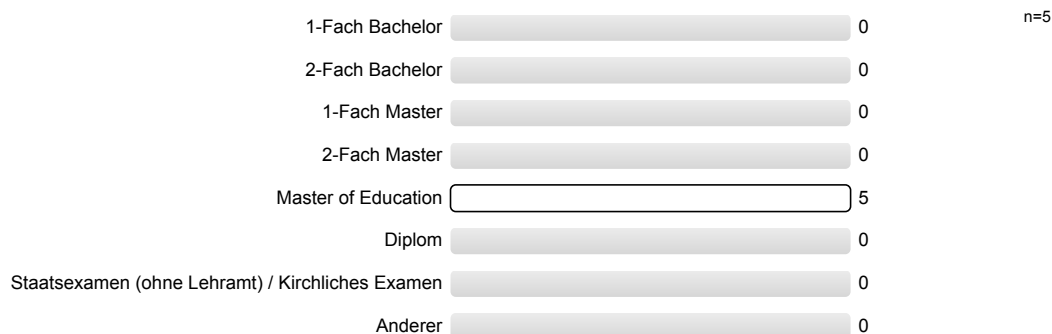 n=5
1-Fach Bachelor 0
2-Fach Bachelor 0
1-Fach Master 0
2-Fach Master 0
Master of Education 5
Diplom 0
Staatsexamen (ohne Lehramt) / Kirchliches Examen 0
Anderer 0